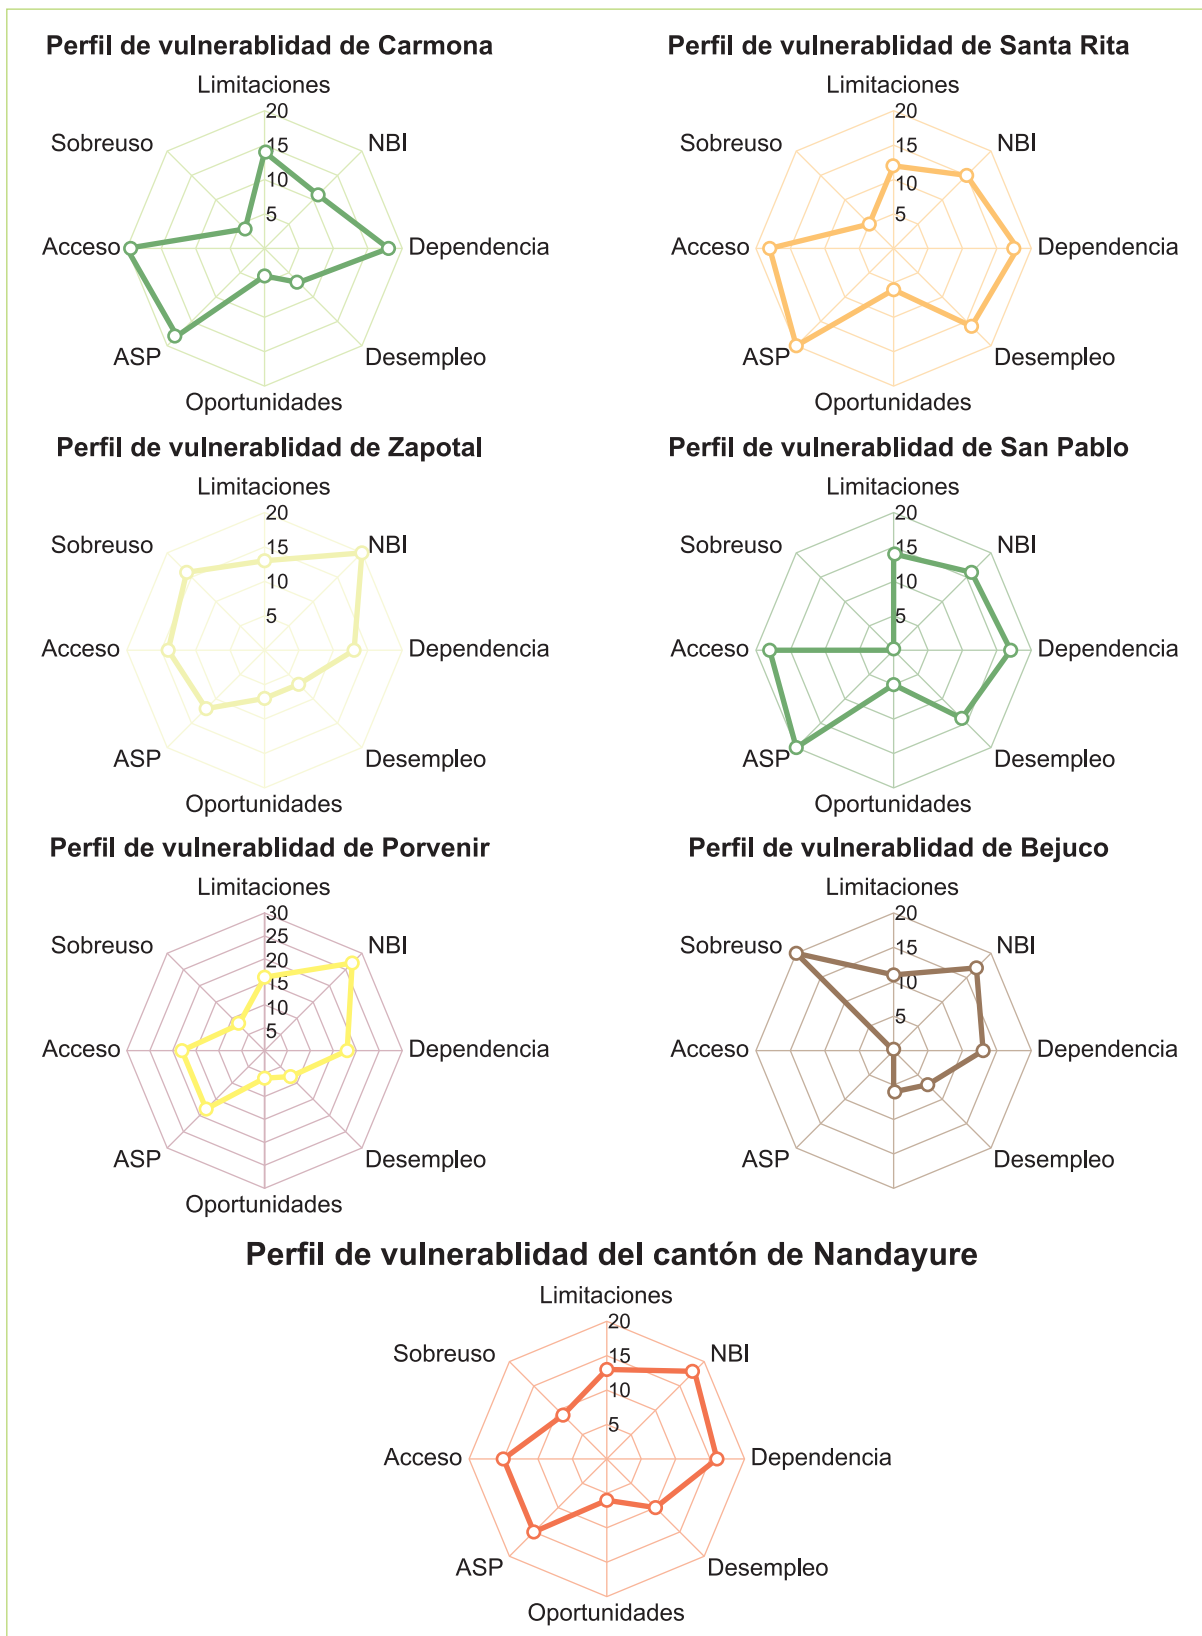 Perfil de vulnerablidad de Carmona
Limitaciones
20
Sobreuso
NBI
15
10
5
Acceso
Dependencia
ASP
Desempleo
Oportunidades
Perfil de vulnerablidad de Santa Rita
Limitaciones
20
Sobreuso
NBI
15
10
5
Acceso
Dependencia
ASP
Desempleo
Oportunidades
Perfil de vulnerablidad de Zapotal
Limitaciones
20
Sobreuso
NBI
15
10
5
Acceso
Dependencia
ASP
Desempleo
Oportunidades
Perfil de vulnerablidad de San Pablo
Limitaciones
20
Sobreuso
NBI
15
10
5
Acceso
Dependencia
ASP
Desempleo
Oportunidades
Perfil de vulnerablidad de Porvenir
Limitaciones
30
25
Sobreuso
NBI
20
15
10
5
Acceso
Dependencia
ASP
Desempleo
Oportunidades
Perfil de vulnerablidad de Bejuco
Limitaciones
20
Sobreuso
NBI
15
10
5
Acceso
Dependencia
ASP
Desempleo
Oportunidades
Perfil de vulnerablidad del cantón de Nandayure
Limitaciones
20
Sobreuso
NBI
15
10
5
Acceso
Dependencia
ASP
Desempleo
Oportunidades